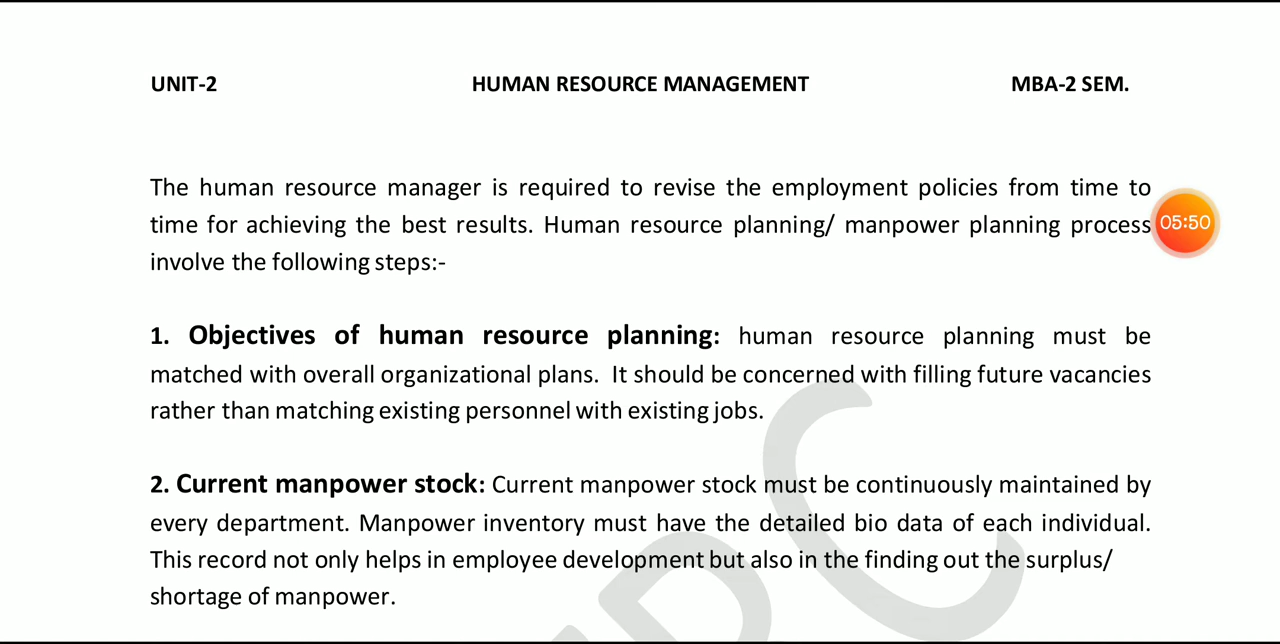 UNIT-2 HUMAN RESOURCE MANAGEMENT MBA-2 SEM.
The human resource manager is required to revise the employment policies from time to
time for achieving the best results. Human resource planning/ manpower planning process
05:50
involve the following steps:-
1. Objectives of human resource planning: human resource planning must be
matched with overall organizational plans. It should be concerned with filling future vacancies
rather than matching existing personnel with existing jobs.
2. Current manpower stock: Current manpower stock must be continuously maintained by
every department. Manpower inventory must have the detailed bio data of each individual.
This record not only helps in employee development but also in the finding out the surplus/
shortage of manpower.